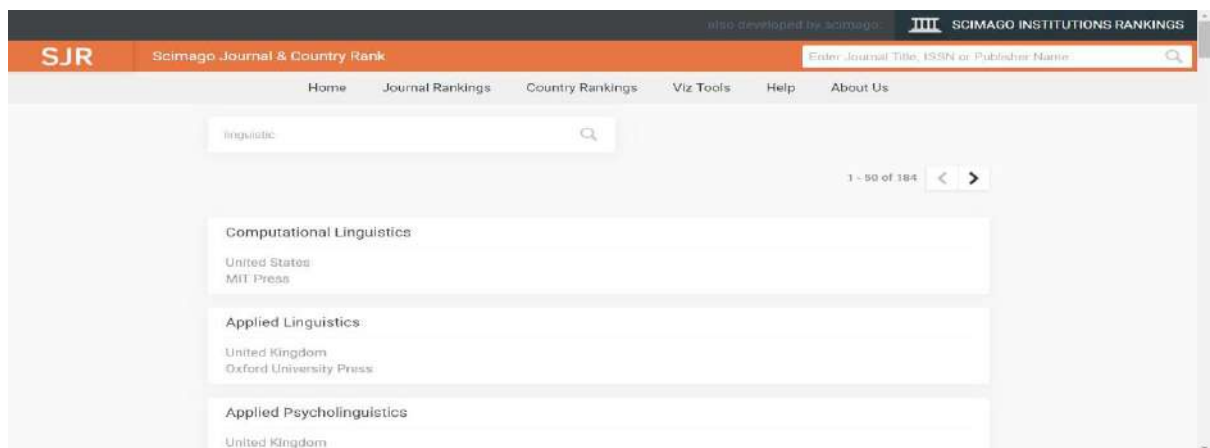 also developed by scimago:
SCIMAGO INSTITUTIONS RANKINGS
SJR
Scimago Journal & Country Rank
Enter Journal Title, ISSN or Publisher Name
Home
Journal Rankings
Country Rankings
Viz Tools
Help
About Us
linguistic
1 - 50 of 184
Computational Linguistics
United States
MIT Press
Applied Linguistics
United Kingdom
Oxford University Press
Applied Psycholinguistics
United Kingdom